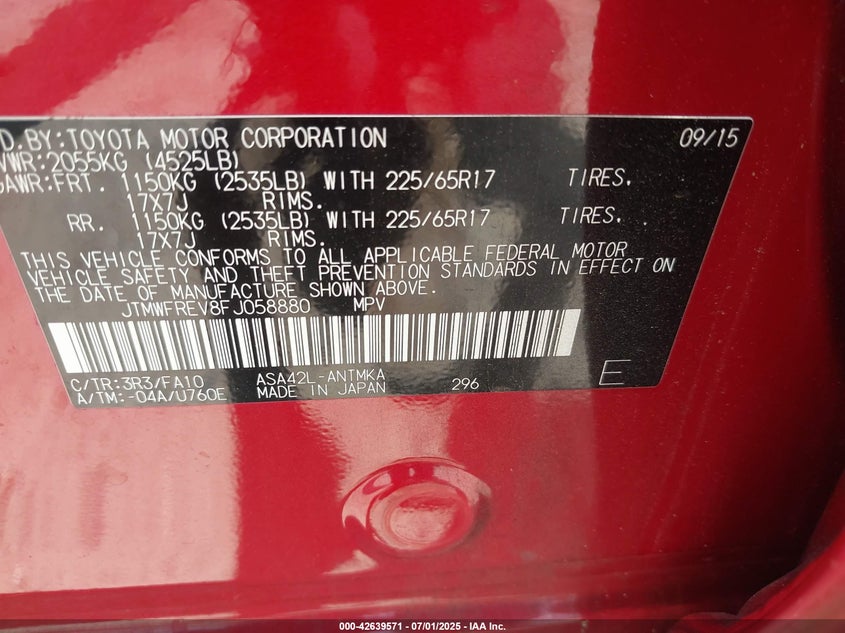 D.BY:TOYOTA MOTOR CORPORATION 09/15
VWR:2055KG (4525LB)
GAWR:FRT. 1150KG (2535LB) WITH 225/65R17 TIRES.
17X7J RIMS.
RR. 1150KG (2535LB) WITH 225/65R17 TIRES.
17X7J RIMS.
THIS VEHICLE CONFORMS TO ALL APPLICABLE FEDERAL MOTOR
VEHICLE SAFETY AND THEFT PREVENTION STANDARDS IN EFFECT ON
THE DATE OF MANUFACTURE SHOWN ABOVE.
JTMWFREV8FJ058880 MPV
C/TR:3R3/FA10 ASA42L-ANTMKA
A/TM:-04A/U760E MADE IN JAPAN 296 E
000-42639571 - 07/01/2025 - IAA Inc.